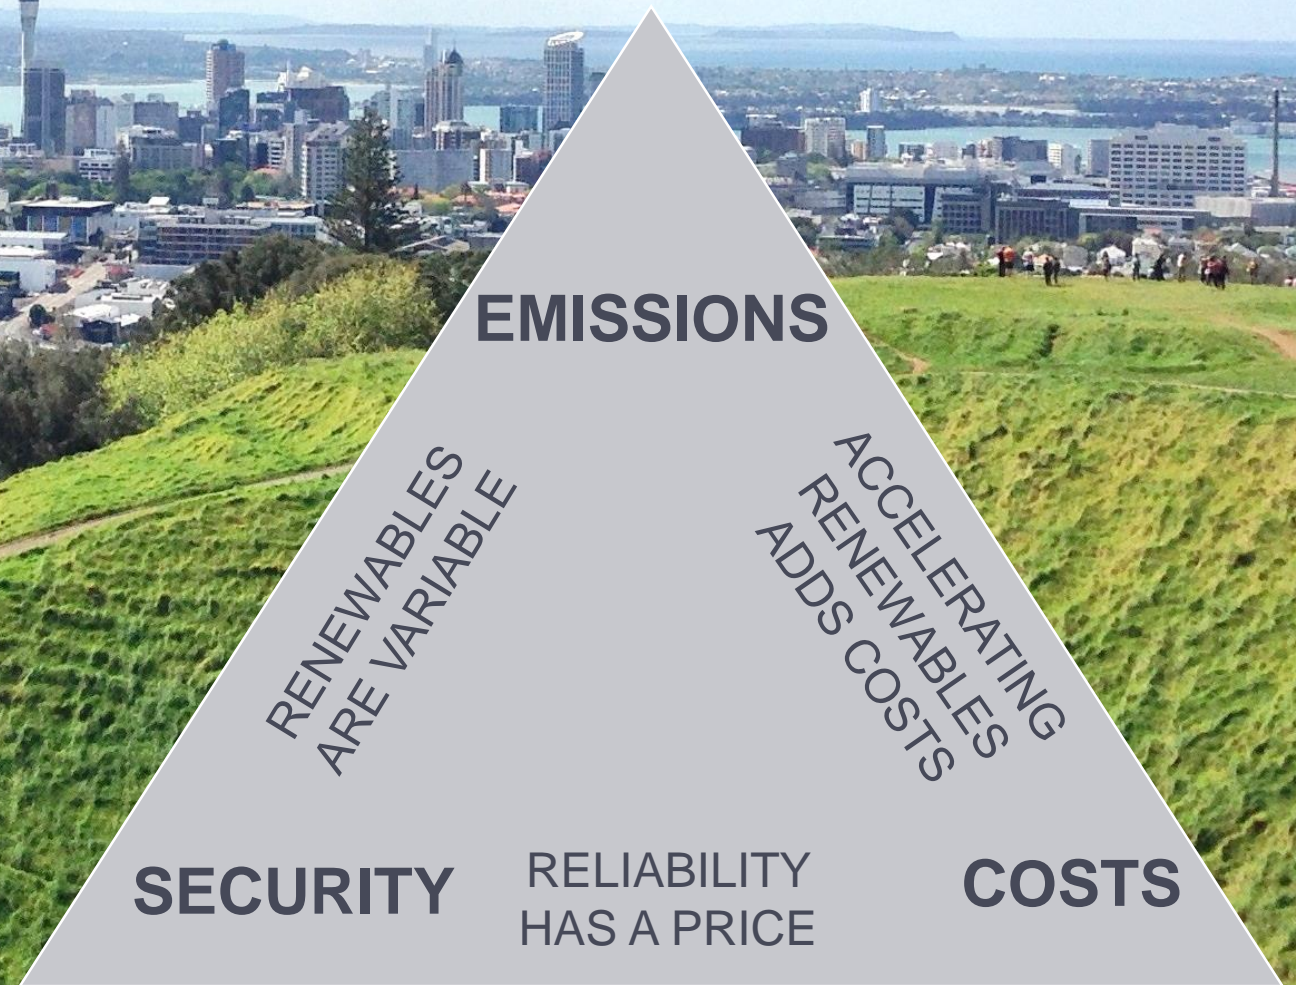 EMISSIONS
RENEWABLES
ARE VARIABLE
ACCELERATING
RENEWABLES
ADDS COSTS
SECURITY
RELIABILITY
HAS A PRICE
COSTS